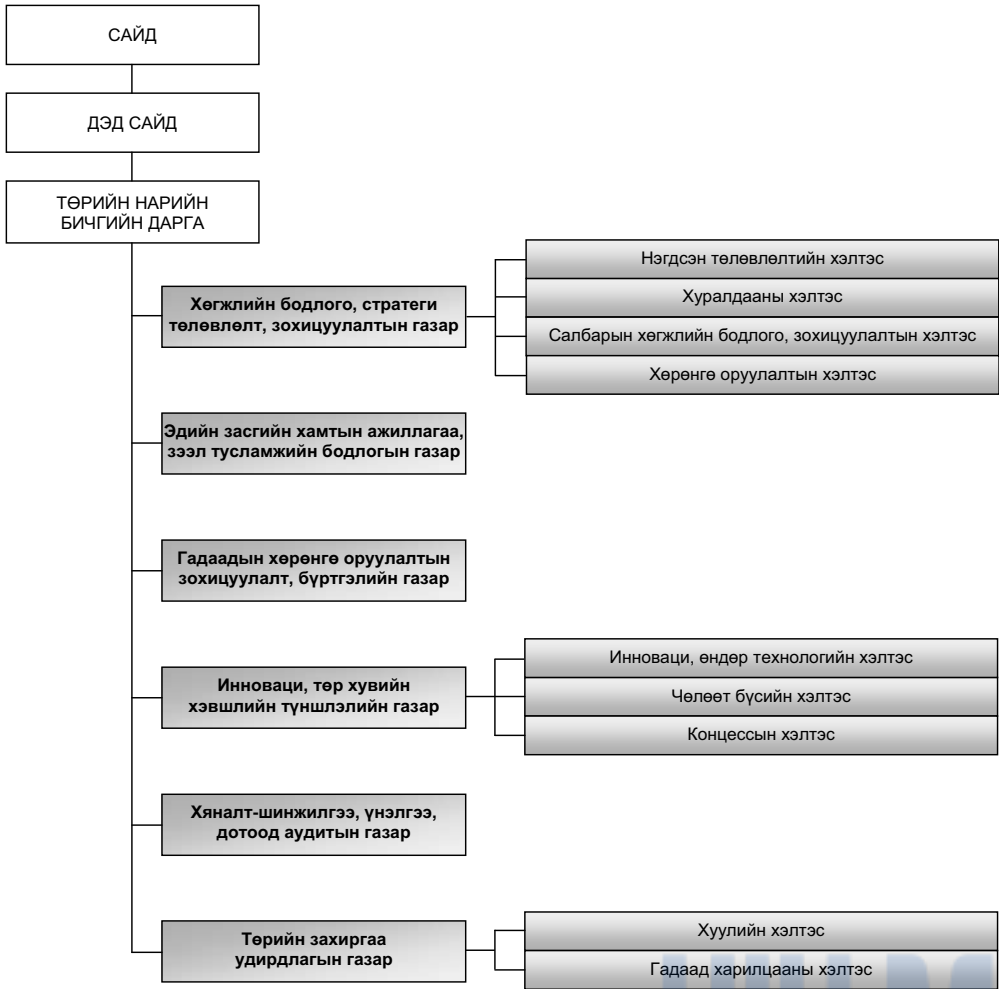 САЙД
ДЭД САЙД
ТӨРИЙН НАРИЙН
БИЧГИЙН ДАРГА
Хөгжлийн бодлого, стратеги
төлөвлөлт, зохицуулалтын газар
Нэгдсэн төлөвлөлтийн хэлтэс
Хуралдааны хэлтэс
Салбарын хөгжлийн бодлого, зохицуулалтын хэлтэс
Хөрөнгө оруулалтын хэлтэс
Эдийн засгийн хамтын ажиллагаа,
зээл тусламжийн бодлогын газар
Гадаадын хөрөнгө оруулалтын
зохицуулалт, бүртгэлийн газар
Инноваци, төр хувийн
хэвшлийн түншлэлийн газар
Инноваци, өндөр технологийн хэлтэс
Чөлөөт бүсийн хэлтэс
Концессын хэлтэс
Хяналт-шинжилгээ, үнэлгээ,
дотоод аудитын газар
Төрийн захиргаа
удирдлагын газар
Хуулийн хэлтэс
Гадаад харилцааны хэлтэс